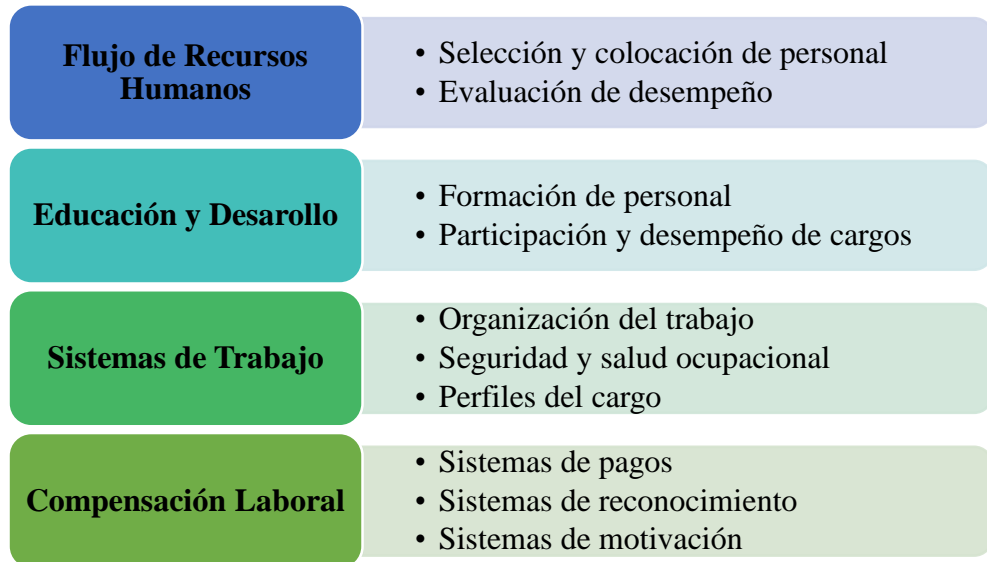 Flujo de Recursos
Humanos
• Selección y colocación de personal
• Evaluación de desempeño
Educación y Desarollo
• Formación de personal
• Participación y desempeño de cargos
Sistemas de Trabajo
• Organización del trabajo
• Seguridad y salud ocupacional
• Perfiles del cargo
Compensación Laboral
• Sistemas de pagos
• Sistemas de reconocimiento
• Sistemas de motivación